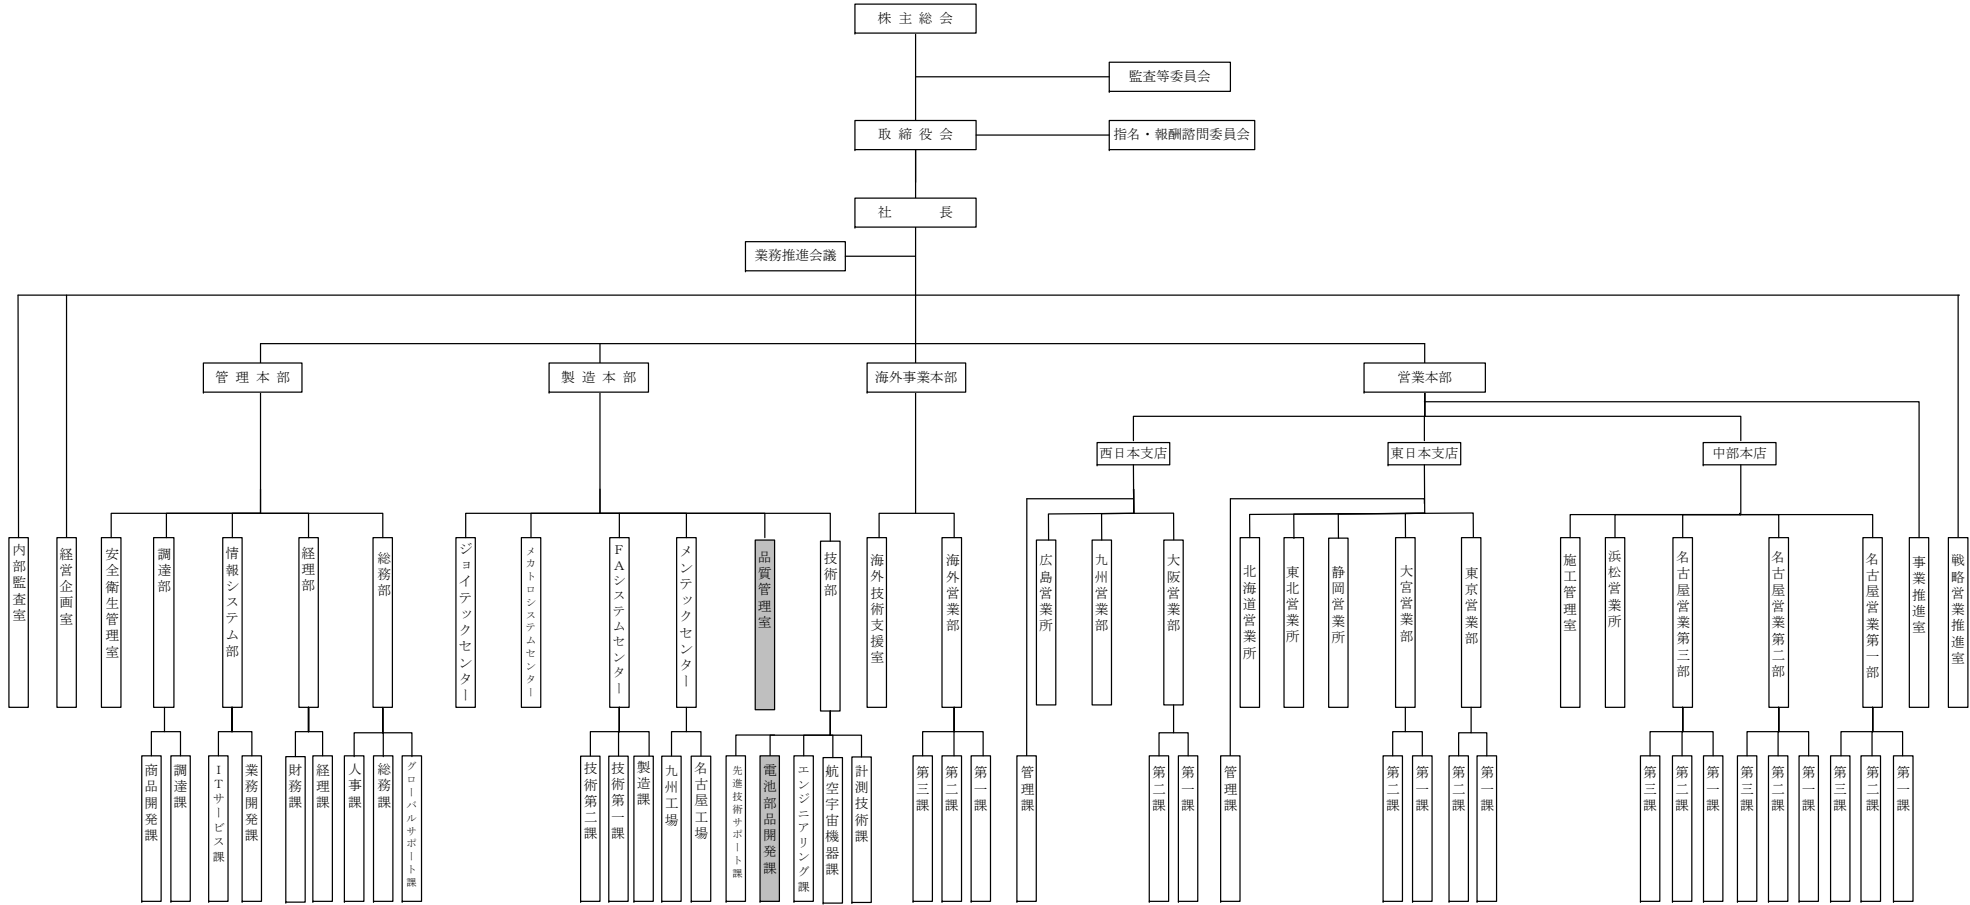 株主総会
監査等委員会
取締役会
指名・報酬諮問委員会
社長
業務推進会議
管理本部
製造本部
海外事業本部
営業本部
西日本支店
東日本支店
中部本店
内部監査室
経営企画室
安全衛生管理室
調達部
情報システム部
経理部
総務部
ジョイテックセンター
メカトロシステムセンター
FAシステムセンター
メンテックセンター
品質管理室
技術部
海外技術支援室
海外営業部
広島営業所
九州営業部
大阪営業部
北海道営業所
東北営業所
静岡営業所
大宮営業部
東京営業部
施工管理室
浜松営業所
名古屋営業第三部
名古屋営業第二部
名古屋営業第一部
事業推進室
戦略営業推進室
商品開発課
調達課
ITサービス課
業務開発課
財務課
経理課
人事課
総務課
グローバルサポート課
技術第二課
技術第一課
製造課
九州工場
名古屋工場
先進技術サポート課
電池部品開発課
エンジニアリング課
航空宇宙機器課
計測技術課
第三課
第二課
第一課
管理課
第二課
第一課
管理課
第二課
第一課
第二課
第一課
第三課
第二課
第一課
第三課
第二課
第一課
第三課
第二課
第一課